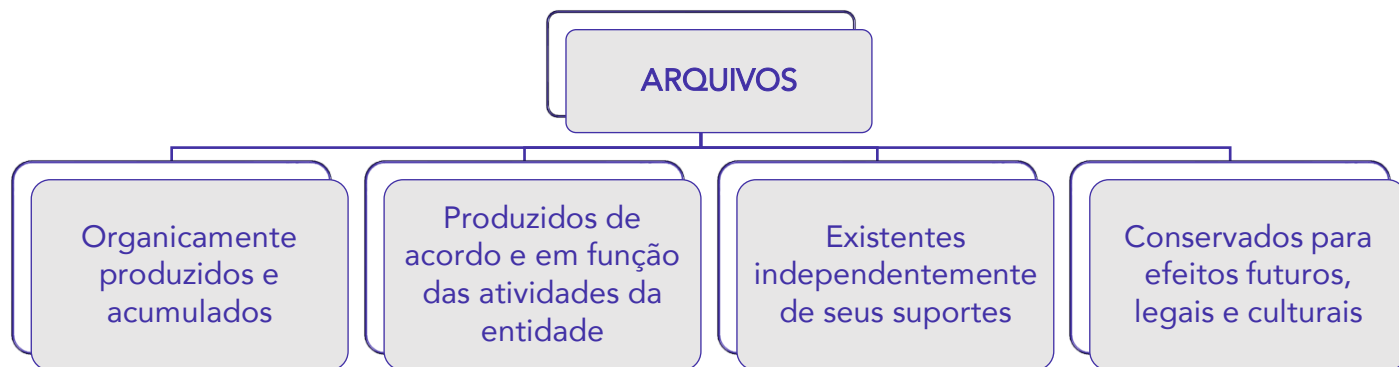 ARQUIVOS
Organicamente
produzidos e
acumulados
Produzidos de
acordo e em função
das atividades da
entidade
Existentes
independentemente
de seus suportes
Conservados para
efeitos futuros,
legais e culturais